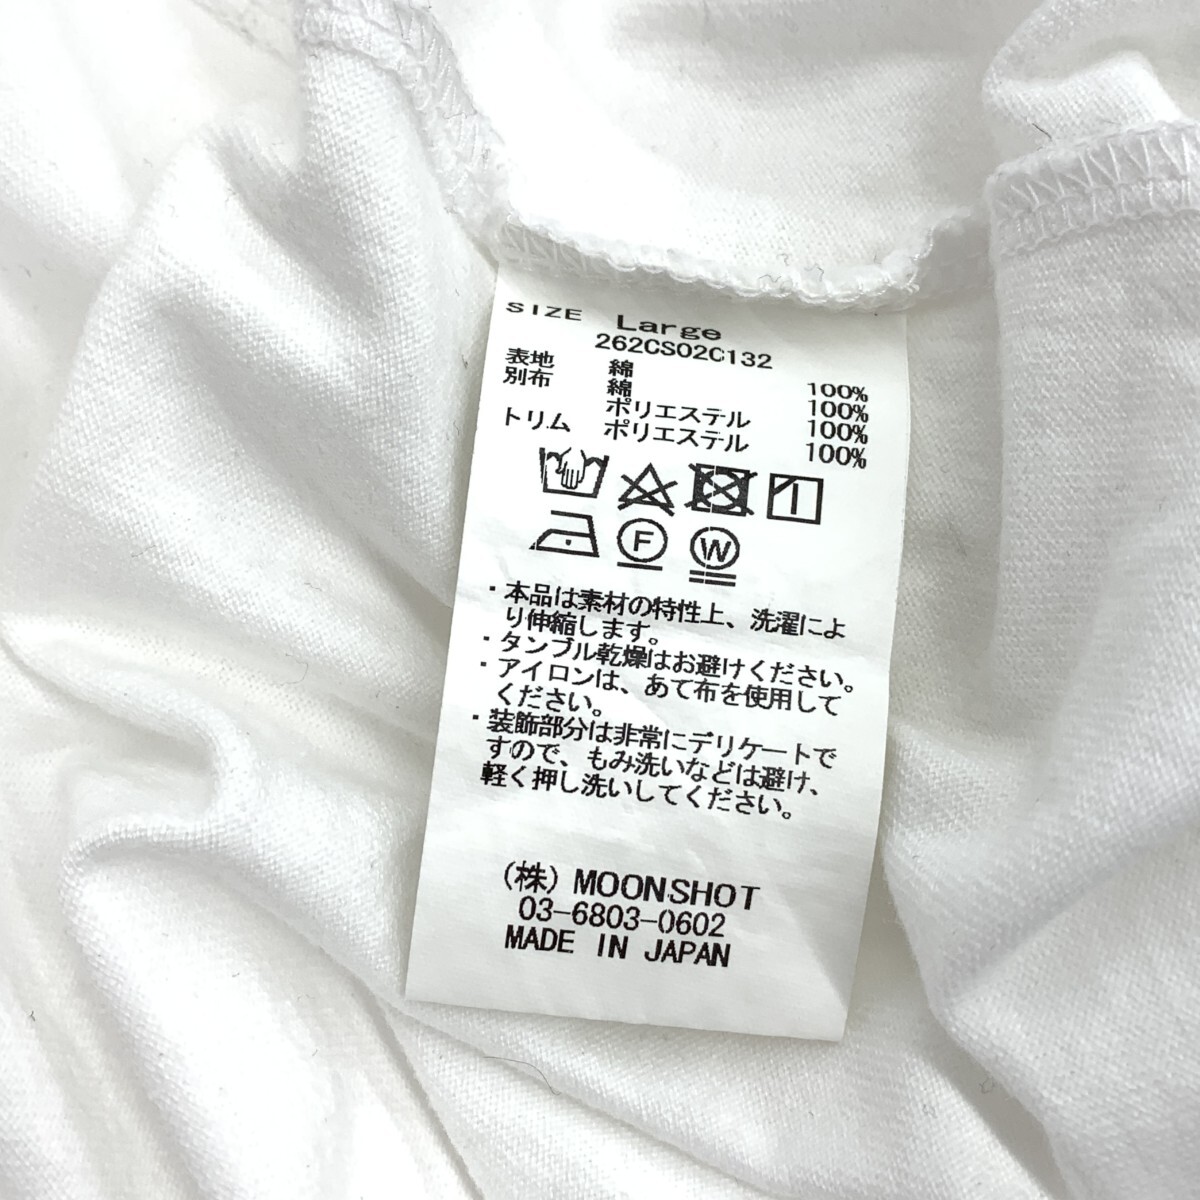 SIZE Large
262CS02C132
表地 綿 100%
別布 綿 100%
ポリエステル 100%
トリム ポリエステル 100%
F W
・本品は素材の特性上、洗濯によ
り伸縮します。
・タンブル乾燥はお避けください。
・アイロンは、あて布を使用して
ください。
・装飾部分は非常にデリケートで
すので、もみ洗いなどは避け、
軽く押し洗いしてください。
(株) MOONSHOT
03-6803-0602
MADE IN JAPAN